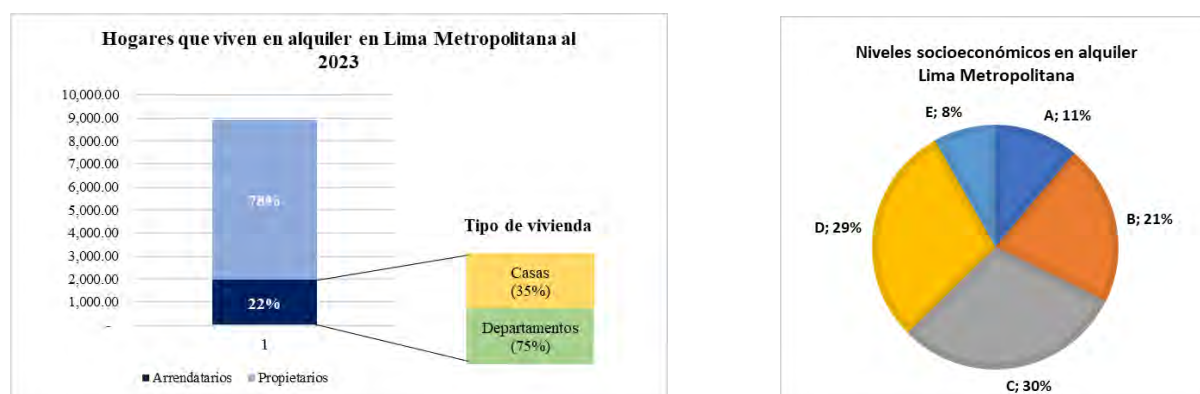 Hogares que viven en alquiler en Lima Metropolitana al
2023
10,000.00
9,000.00
8,000.00
7,000.00
6,000.00
5,000.00
4,000.00
3,000.00
2,000.00
1,000.00
-
78%
22%
1
Arrendatarios
Propietarios
Tipo de vivienda
Casas
(35%)
Departamentos
(75%)
Niveles socioeconómicos en alquiler
Lima Metropolitana
E; 8%
A; 11%
D; 29%
B; 21%
C; 30%